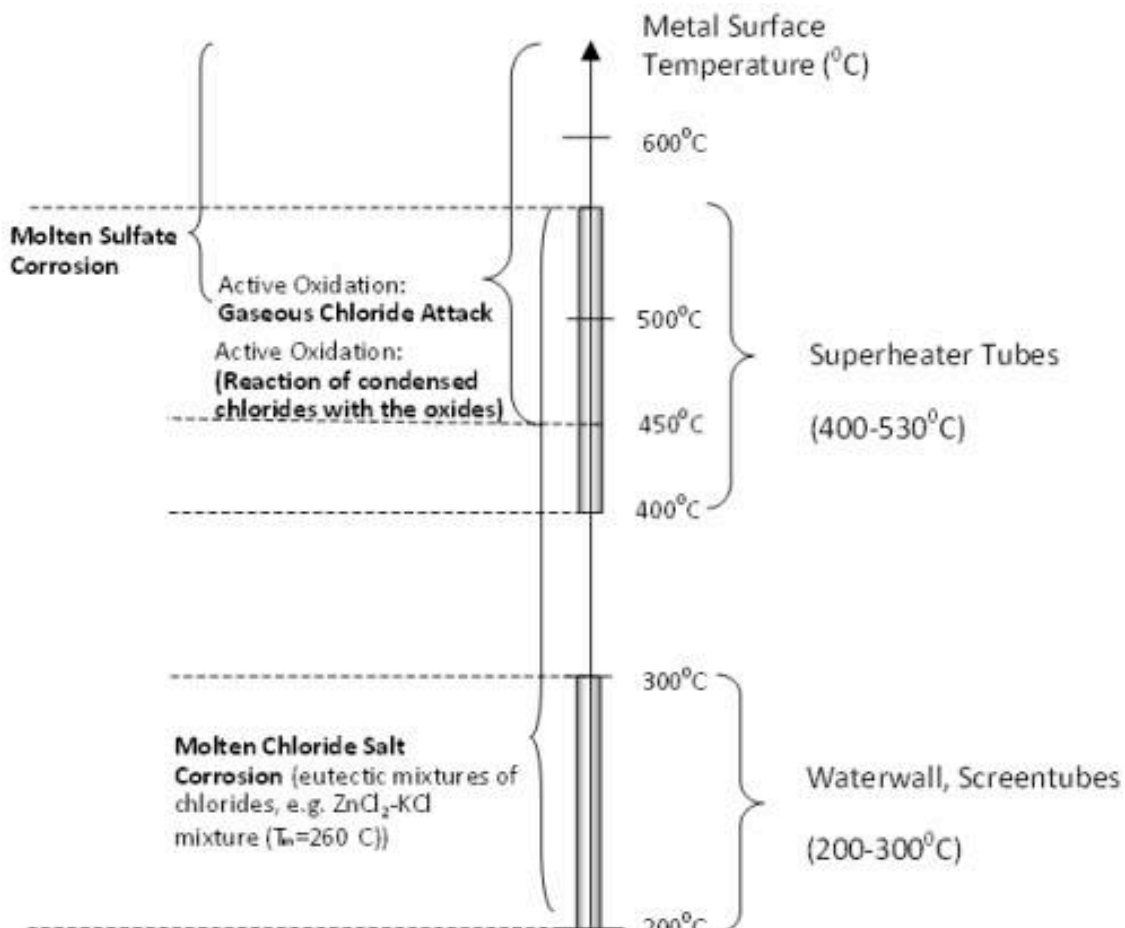 Metal Surface
Temperature (⁰C)
600⁰C
Molten Sulfate
Corrosion
Active Oxidation:
Gaseous Chloride Attack
500⁰C
Active Oxidation:
(Reaction of condensed
chlorides with the oxides)
Superheater Tubes
450⁰C
(400-530⁰C)
400⁰C
300⁰C
Molten Chloride Salt
Corrosion (eutectic mixtures of
chlorides, e.g. ZnCl₂-KCl
mixture (Tₘ=260 C))
Waterwall, Screentubes
(200-300⁰C)
200⁰C